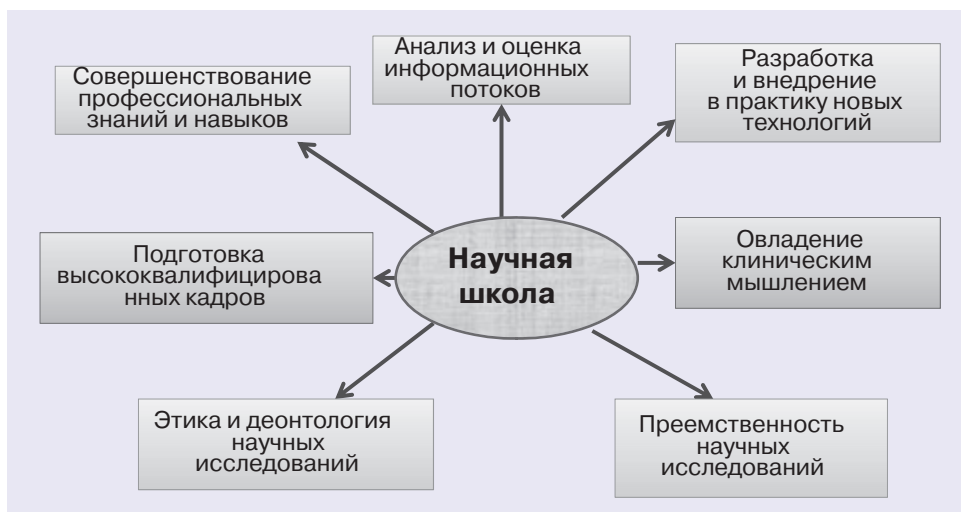 Совершенствование
профессиональных
знаний и навыков
Анализ и оценка
информационных
потоков
Разработка
и внедрение
в практику новых
технологий
Подготовка
высококвалифицирова
нных кадров
Научная
школа
Овладение
клиническим
мышлением
Этика и деонтология
научных
исследований
Преемственность
научных
исследований